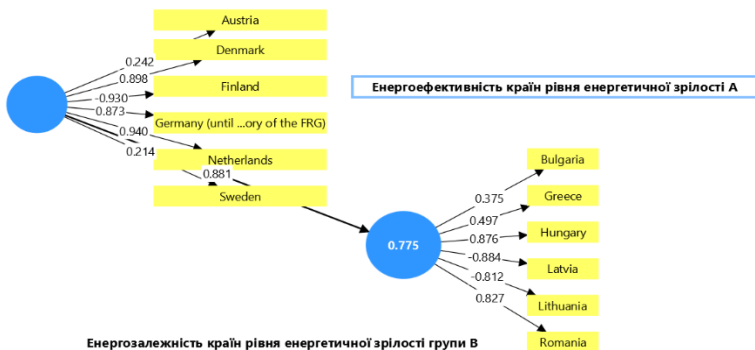 Austria
0.242
Denmark
0.898
Finland
-0.930
Енергоефективність країн рівня енергетичної зрілості А
0.873
Germany (until ...ory of the FRG)
0.940
Netherlands
0.214
0.881
Sweden
Bulgaria
0.375
Greece
0.497
Hungary
0.876
0.775
-0.884
Latvia
-0.812
Lithuania
0.827
Romania
Енергозалежність країн рівня енергетичної зрілості групи В